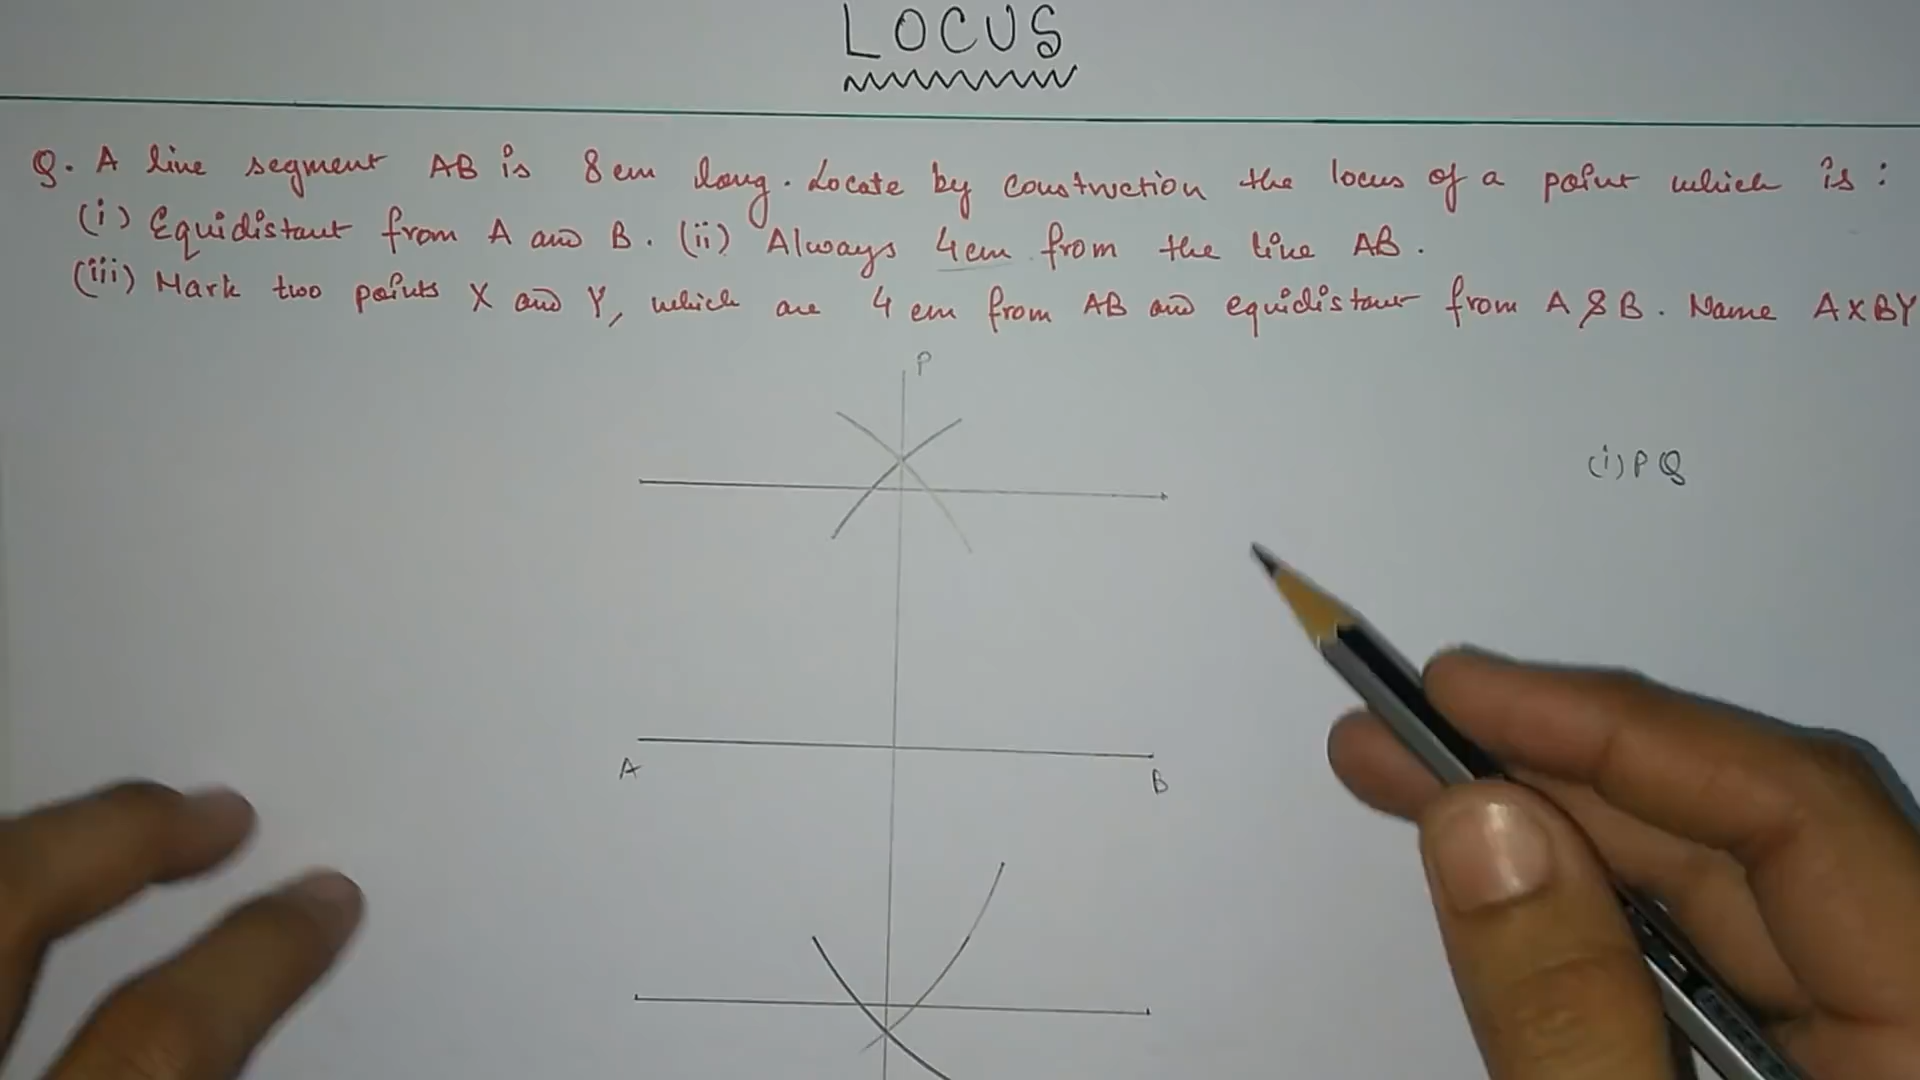 LOCUS
Q. A line segment AB is 8 cm long. Locate by construction the locus of a point which is:
(i) Equidistant from A and B. (ii) Always 4 cm from the line AB.
(iii) Mark two points X and Y, which are 4 cm from AB and equidistant from A & B. Name AXBY
P
(i) PQ
A
B